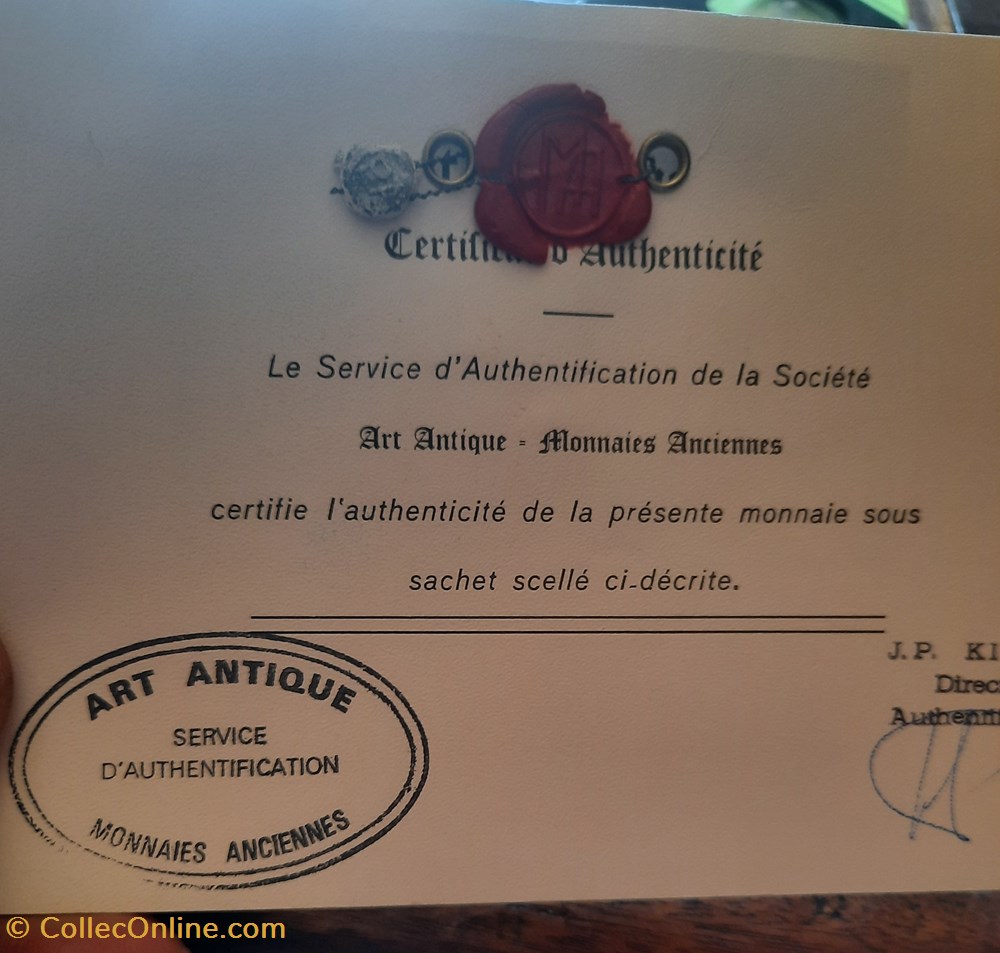 d'Authenticité
Le Service d'Authentification de la Société
Art Antique = Monnaies Anciennes
certifie l'authenticité de la présente monnaie sous
sachet scellé ci-décrite.
J.P.
ART ANTIQUE
SERVICE
D'AUTHENTIFICATION
MONNAIES ANCIENNES
© CollecOnline.com